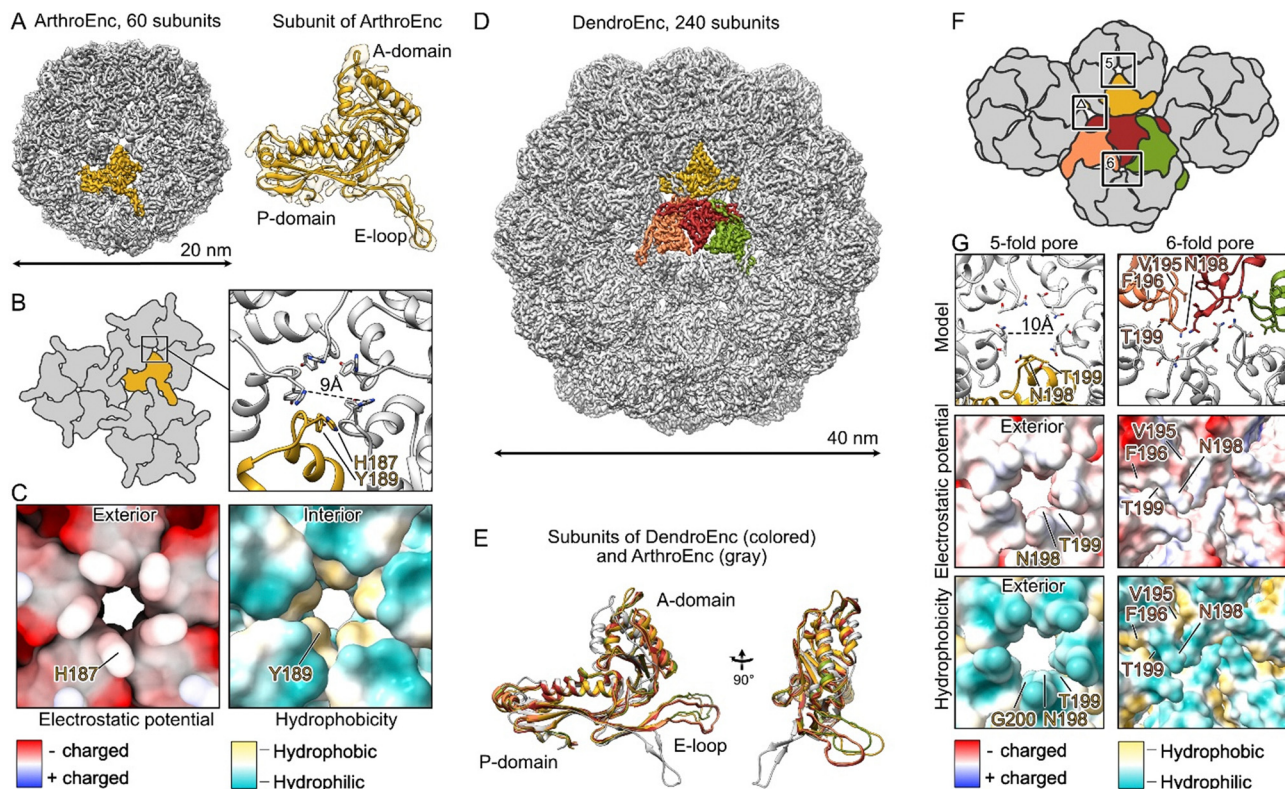 A
ArthroEnc, 60 subunits
Subunit of ArthroEnc
A-domain
P-domain
E-loop
20 nm
B
9Å
H187
Y189
C
Exterior
Interior
H187
Y189
Electrostatic potential
Hydrophobicity
- charged
+ charged
Hydrophobic
Hydrophilic
D
DendroEnc, 240 subunits
40 nm
E
Subunits of DendroEnc (colored)
and ArthroEnc (gray)
A-domain
90°
E-loop
P-domain
F
5
6
G
5-fold pore
6-fold pore
Model
10Å
T199
N198
V195
N198
F196
T199
Electrostatic potential
Exterior
T199
N198
V195
F196
N198
T199
Hydrophobicity
Exterior
T199
G200
N198
V195
F196
N198
T199
- charged
+ charged
Hydrophobic
Hydrophilic